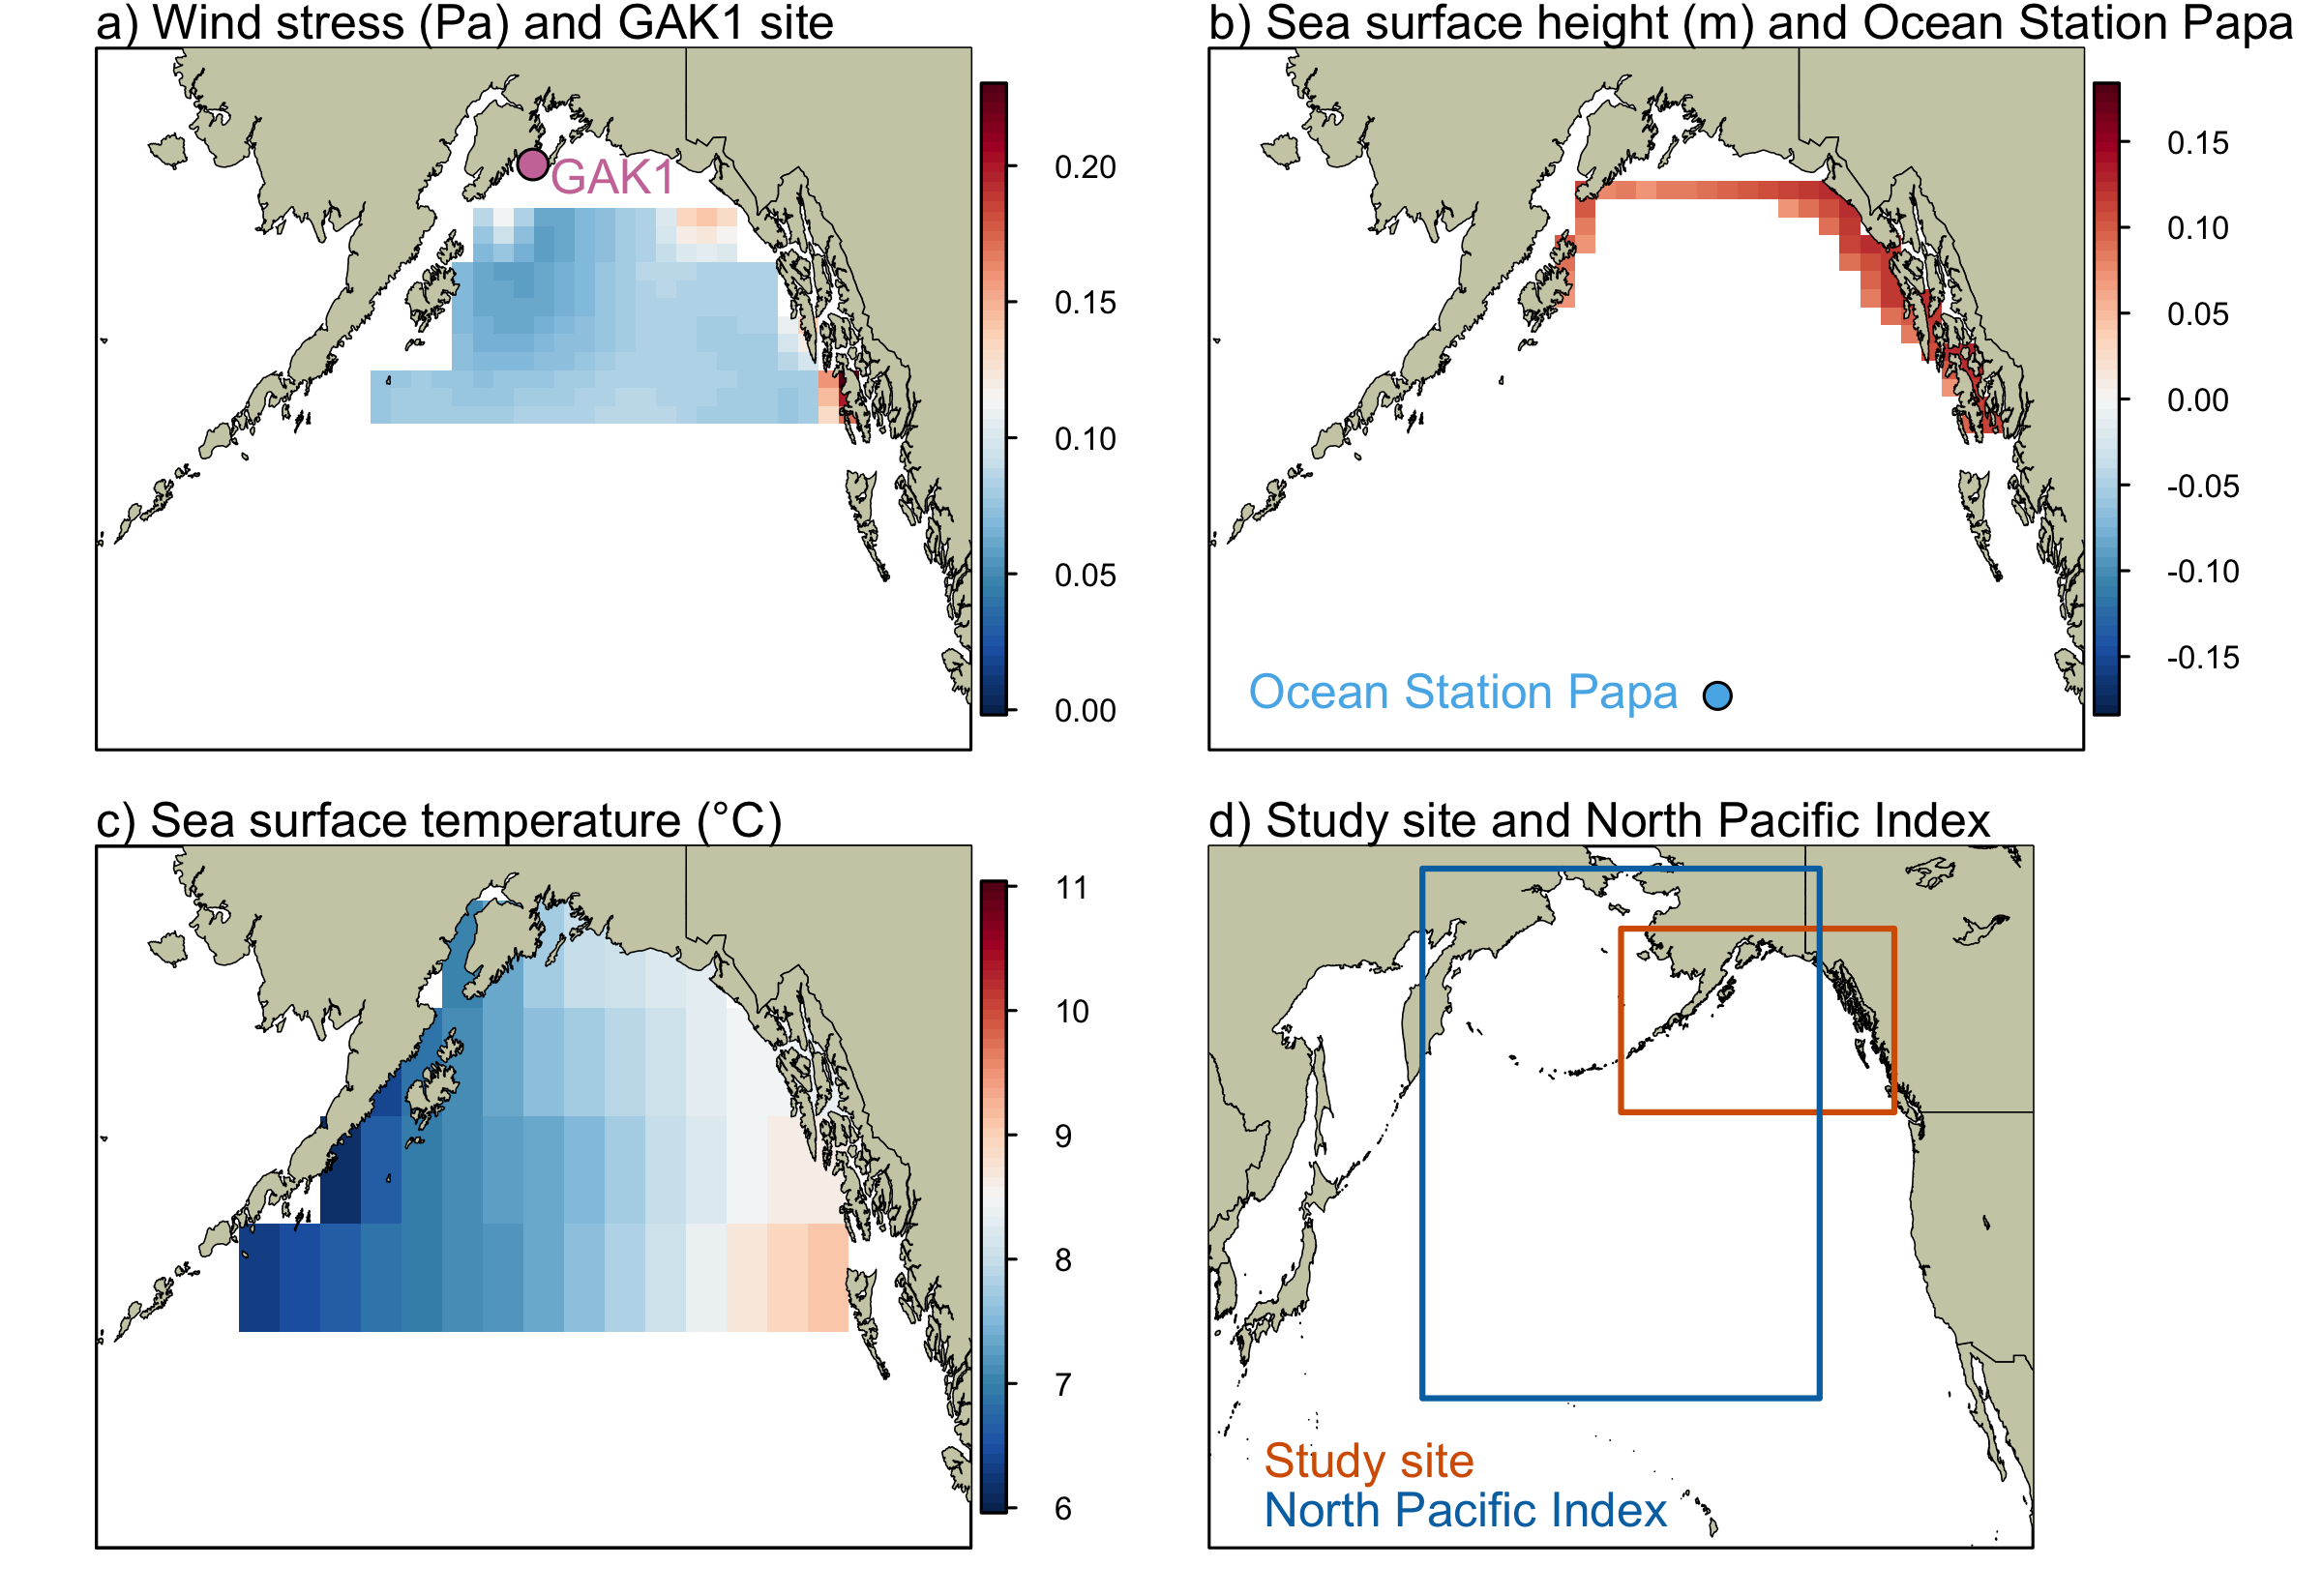 a) Wind stress (Pa) and GAK1 site
GAK1
0.20
0.15
0.10
0.05
0.00
b) Sea surface height (m) and Ocean Station Papa
Ocean Station Papa
0.15
0.10
0.05
0.00
-0.05
-0.10
-0.15
c) Sea surface temperature (°C)
11
10
9
8
7
6
d) Study site and North Pacific Index
Study site
North Pacific Index